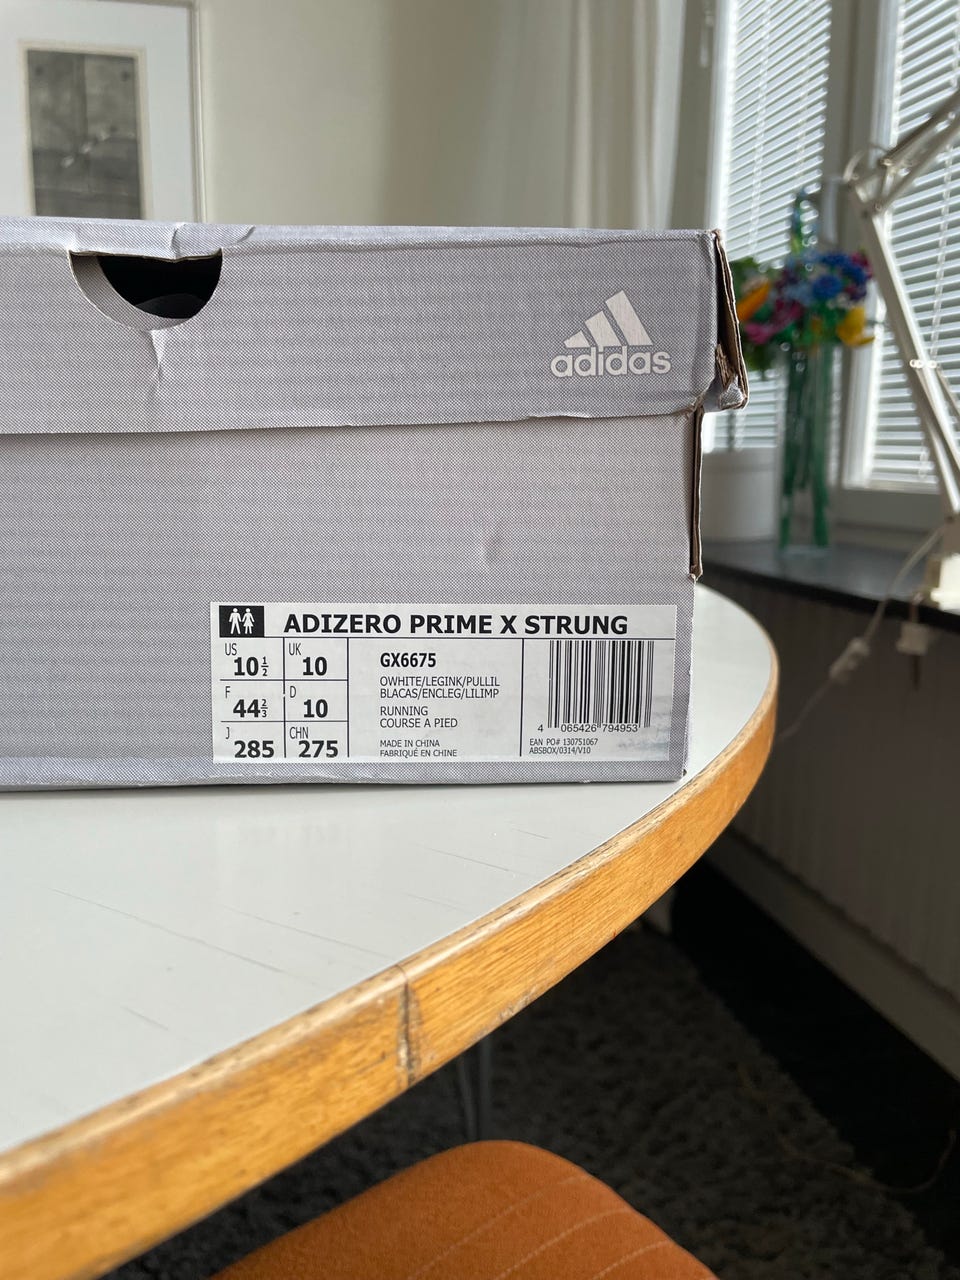 adidas
ADIZERO PRIME X STRUNG
US
10½
UK
10
F
44⅔
D
10
J
285
CHN
275
GX6675
OWHITE/LEGINK/PULLIL
BLACAS/ENCLEG/LILIMP
RUNNING
COURSE A PIED
MADE IN CHINA
FABRIQUÉ EN CHINE
4 065426 794953
EAN PO# 130751067
ABSBOX/0314/V10